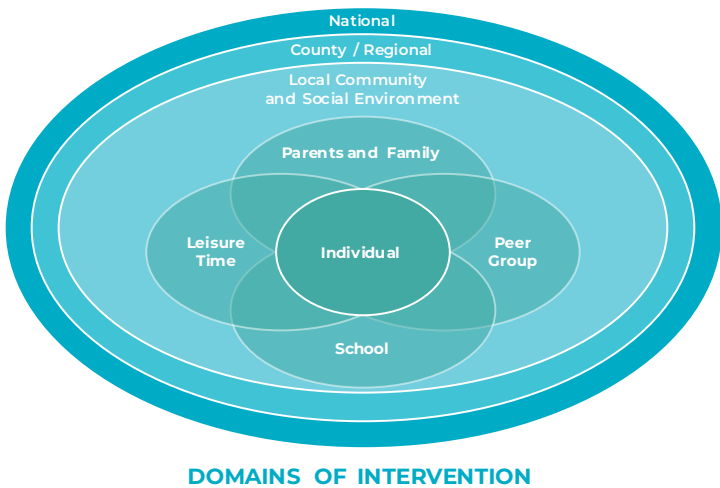 National
County / Regional
Local Community
and Social Environment
Parents and Family
Leisure
Time
Individual
Peer
Group
School
DOMAINS OF INTERVENTION